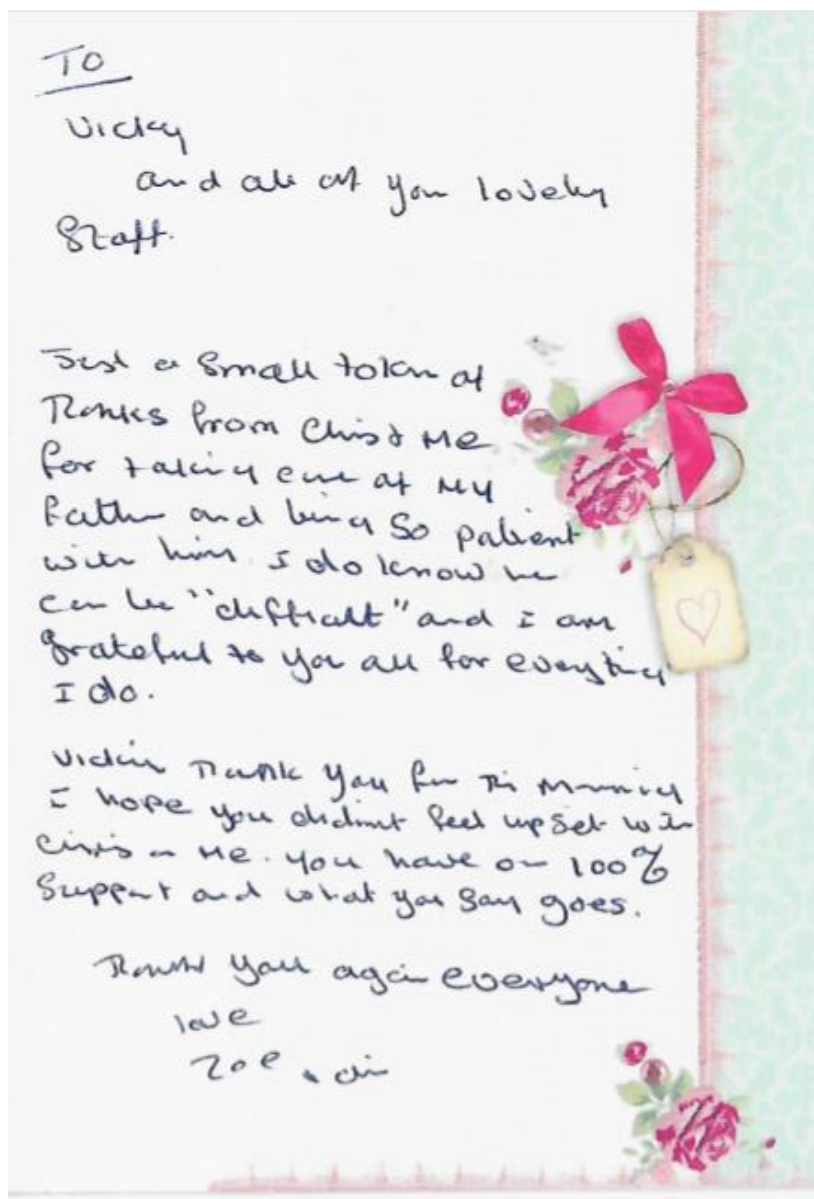 TO
Vicky
and all of you lovely
Staff.
Just a small token of
Thanks from Chris & Me
for taking care of My
Father and being so patient
with him. I do know he
can be "difficult" and I am
grateful to you all for everything
I do.
Vickie Thank you for this Morning
I hope you didn't feel upset with
Chris or Me. You have our 100%
Support and what you say goes.
Thank you again everyone
love
Zoe &